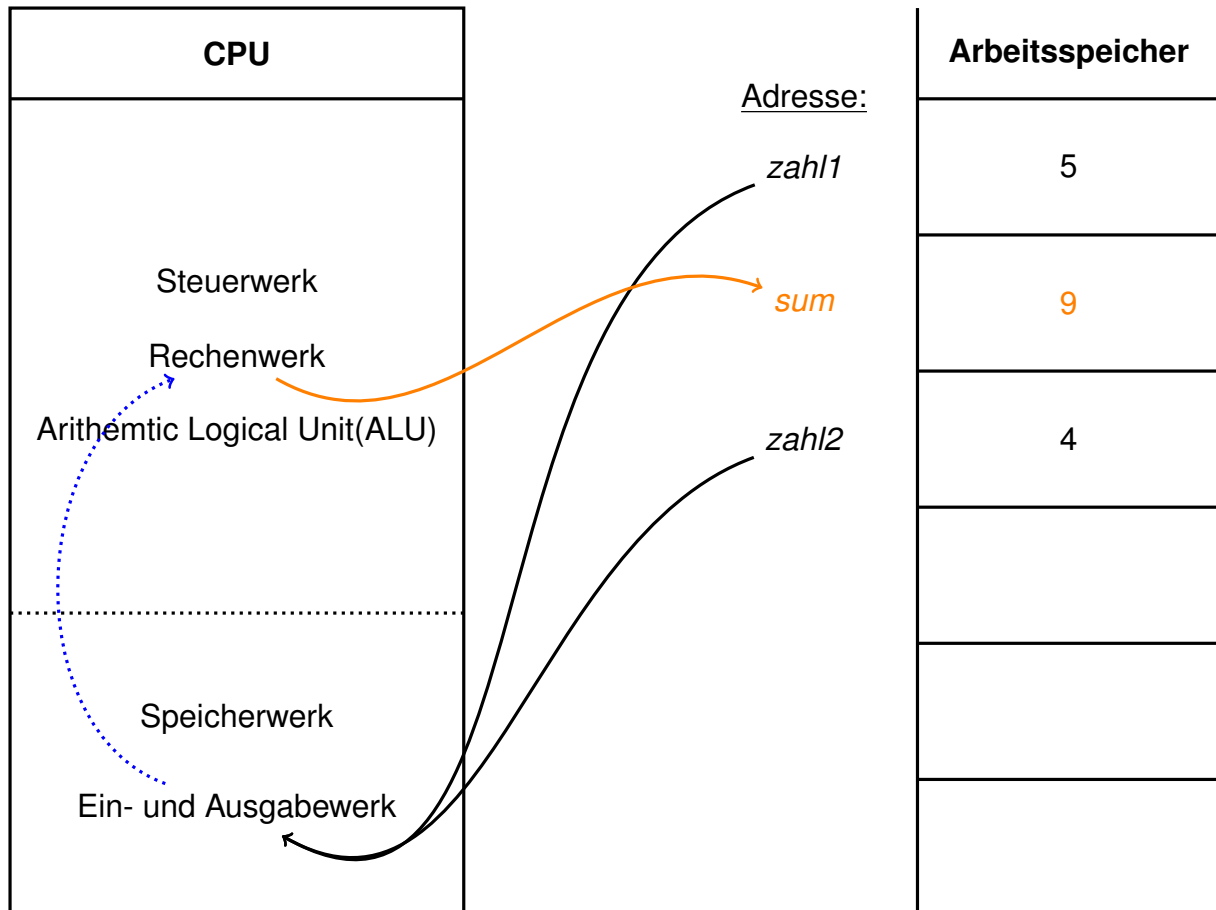 CPU
Arbeitsspeicher
Adresse:
zahl1
5
Steuerwerk
sum
9
Rechenwerk
Arithemtic Logical Unit(ALU)
zahl2
4
Speicherwerk
Ein- und Ausgabewerk